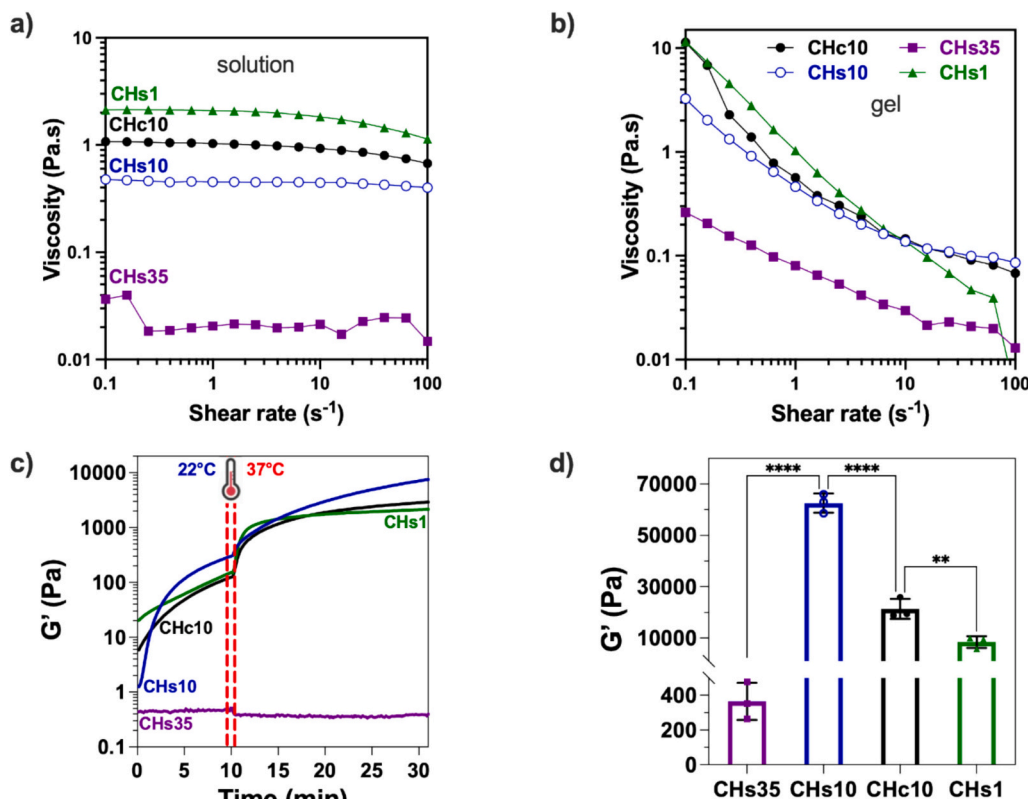 a)
10
1
0.1
0.01
Viscosity (Pa.s)
solution
CHs1
CHc10
CHs10
CHs35
0.1 1 10 100
Shear rate (s⁻¹)
b)
10
1
0.1
0.01
Viscosity (Pa.s)
CHc10 CHs35
CHs10 CHs1
gel
0.1 1 10 100
Shear rate (s⁻¹)
c)
10000
1000
100
10
1
0.1
G' (Pa)
22°C 37°C
CHs1
CHc10
CHs10
CHs35
0 10 20 30
Time (min)
d)
70000
50000
30000
10000
400
200
0
G' (Pa)
**** ****
**
CHs35 CHs10 CHc10 CHs1